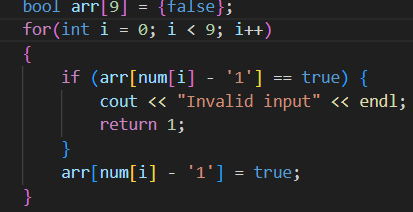 bool arr[9] = {false};
for(int i = 0; i < 9; i++)
{
if (arr[num[i] - '1'] == true) {
cout << "Invalid input" << endl;
return 1;
}
arr[num[i] - '1'] = true;
}